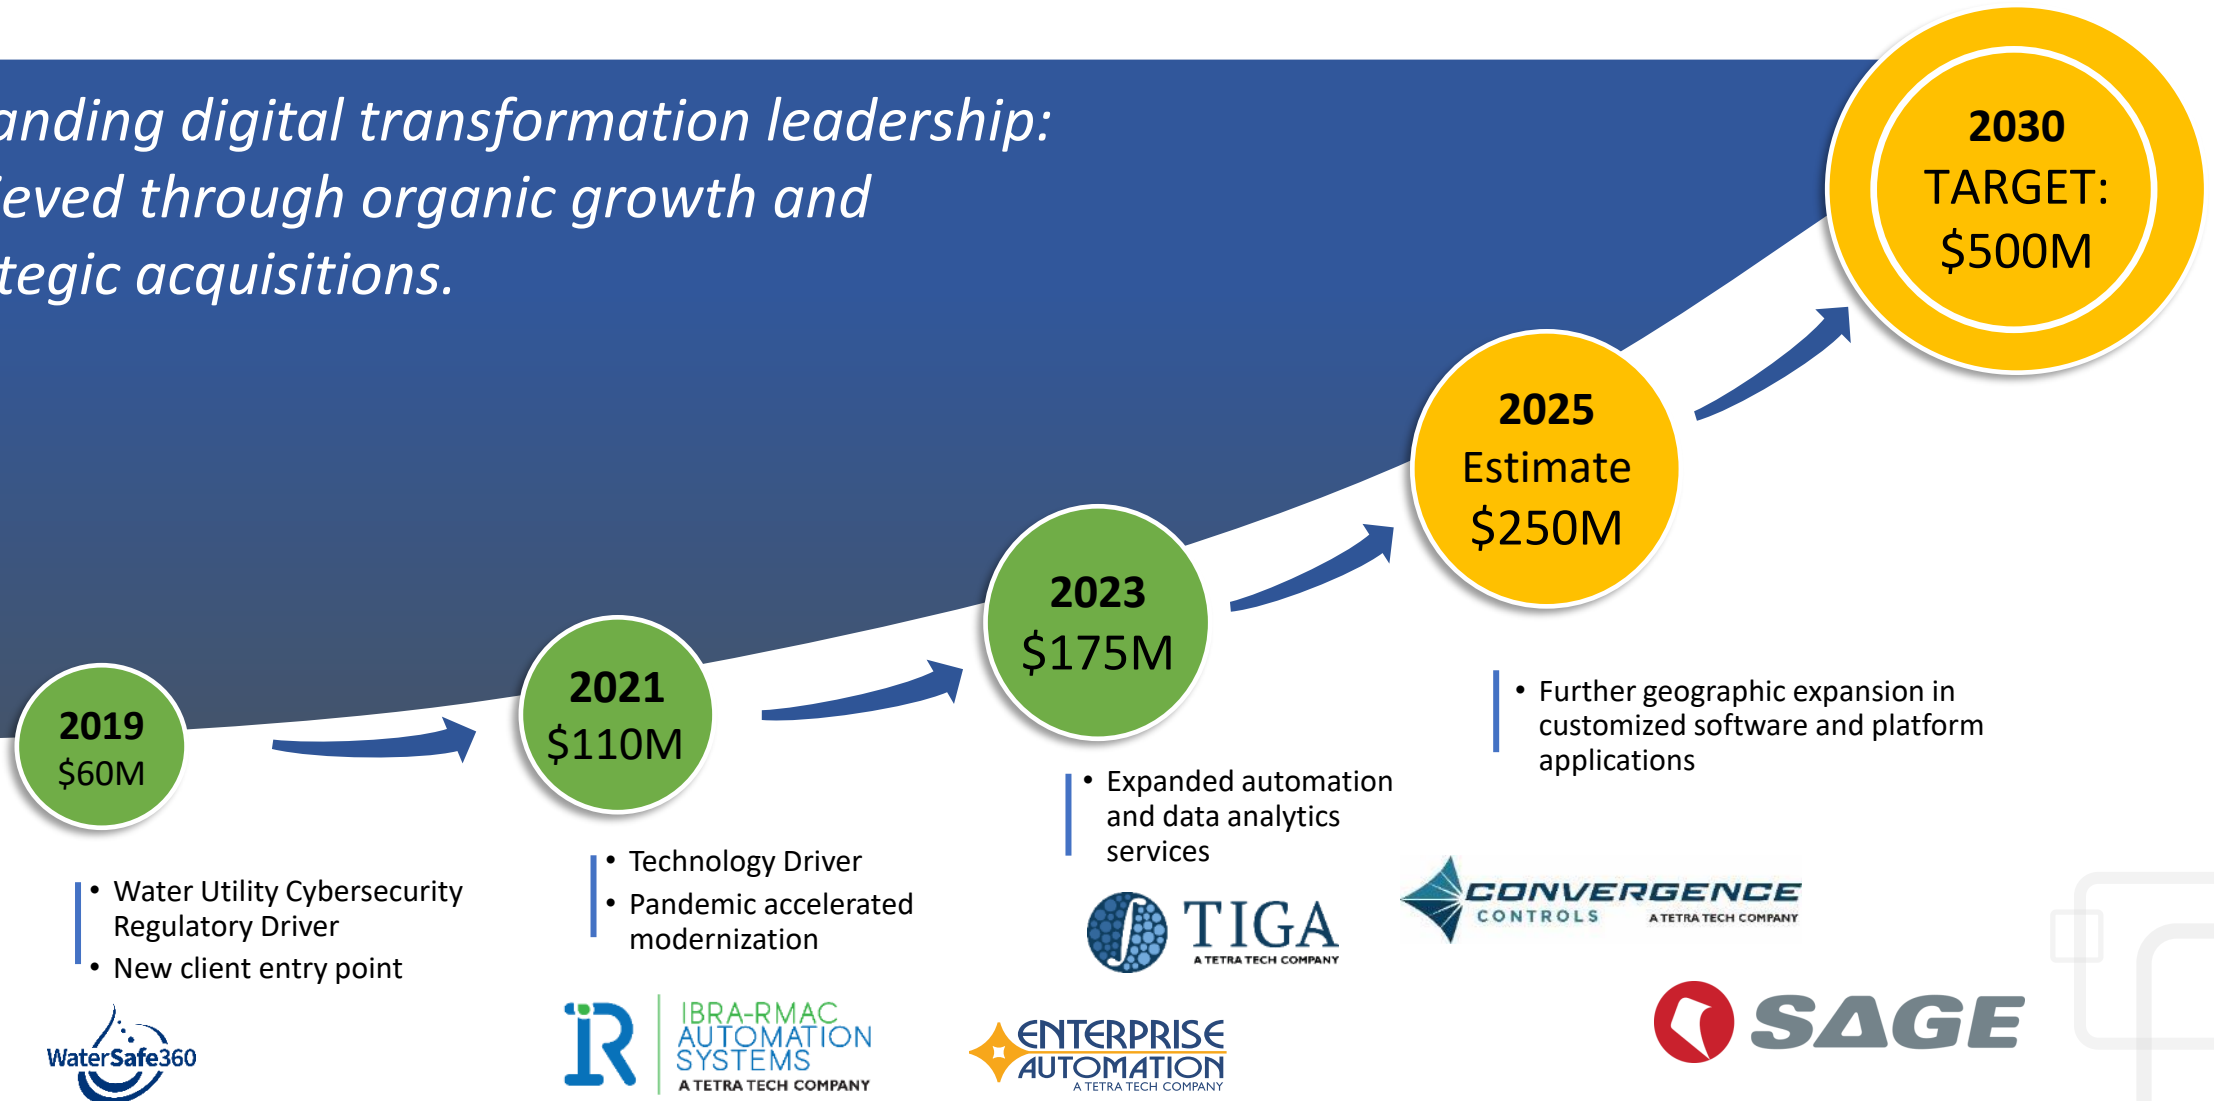 anding digital transformation leadership:
ieved through organic growth and
tegic acquisitions.
2030
TARGET:
$500M
2025
Estimate
$250M
2023
$175M
2021
$110M
2019
$60M
• Water Utility Cybersecurity
Regulatory Driver
• New client entry point
WaterSafe360
• Technology Driver
• Pandemic accelerated
modernization
IR
IBRA-RMAC
AUTOMATION
SYSTEMS
A TETRA TECH COMPANY
• Expanded automation
and data analytics
services
TIGA
A TETRA TECH COMPANY
ENTERPRISE
AUTOMATION
A TETRA TECH COMPANY
• Further geographic expansion in
customized software and platform
applications
CONVERGENCE
CONTROLS A TETRA TECH COMPANY
SAGE